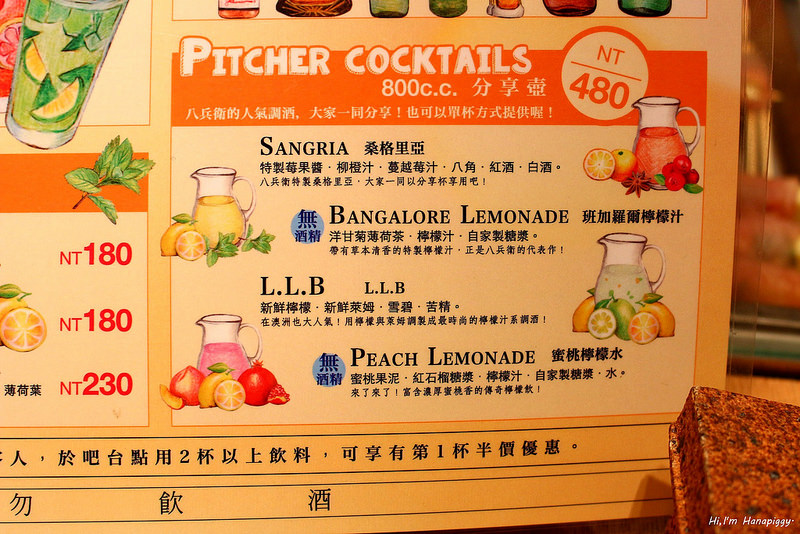 PITCHER COCKTAILS
800c.c. 分享壺
NT
480
八兵衛的人氣調酒，大家一同分享！也可以單杯方式提供喔！
SANGRIA 桑格里亞
特製莓果醬．柳橙汁．蔓越莓汁．八角．紅酒．白酒。
八兵衛特製桑格里亞，大家一同以分享杯享用吧！
無
酒精
BANGALORE LEMONADE 班加羅爾檸檬汁
洋甘菊薄荷茶．檸檬汁．自家製糖漿。
帶有草本清香的特製檸檬汁，正是八兵衛的代表作！
L.L.B L.L.B
新鮮檸檬．新鮮萊姆．雪碧．苦精。
在澳洲也大人氣！用檸檬與萊姆調製成最時尚的檸檬汁系調酒！
無
酒精
PEACH LEMONADE 蜜桃檸檬水
蜜桃果泥．紅石榴糖漿．檸檬汁．自家製糖漿．水。
來了來了！富含濃厚蜜桃香的傳奇檸檬飲！
NT180
NT180
薄荷葉 NT230
人，於吧台點用2杯以上飲料，可享有第1杯半價優惠。
勿飲酒
Hi,I'm Hanapiggy.